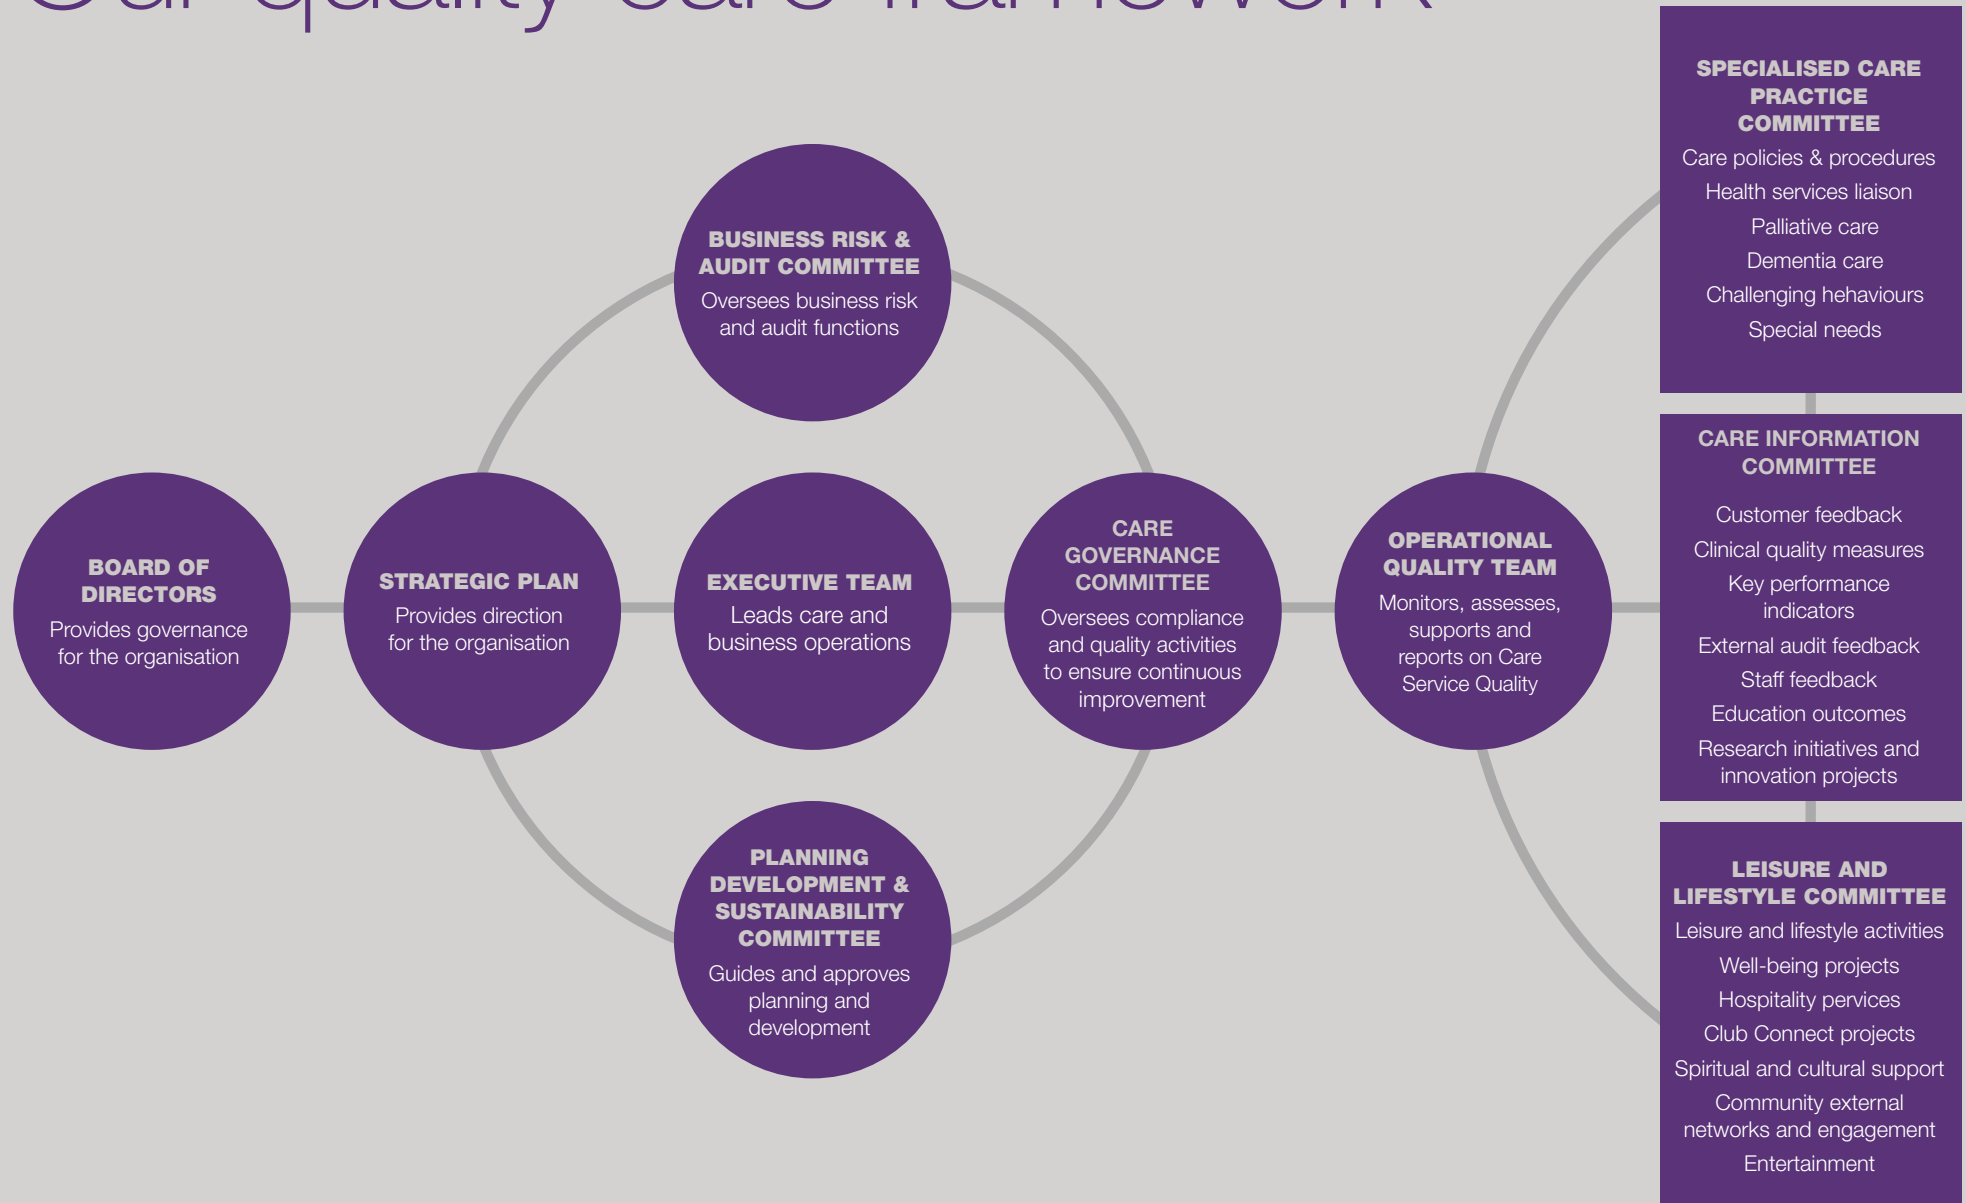 Our quality care framework
BOARD OF
DIRECTORS
Provides governance
for the organisation
STRATEGIC PLAN
Provides direction
for the organisation
BUSINESS RISK &
AUDIT COMMITTEE
Oversees business risk
and audit functions
EXECUTIVE TEAM
Leads care and
business operations
PLANNING
DEVELOPMENT &
SUSTAINABILITY
COMMITTEE
Guides and approves
planning and
development
CARE
GOVERNANCE
COMMITTEE
Oversees compliance
and quality activities
to ensure continuous
improvement
OPERATIONAL
QUALITY TEAM
Monitors, assesses,
supports and
reports on Care
Service Quality
SPECIALISED CARE
PRACTICE
COMMITTEE
Care policies & procedures
Health services liaison
Palliative care
Dementia care
Challenging hehaviours
Special needs
CARE INFORMATION
COMMITTEE
Customer feedback
Clinical quality measures
Key performance
indicators
External audit feedback
Staff feedback
Education outcomes
Research initiatives and
innovation projects
LEISURE AND
LIFESTYLE COMMITTEE
Leisure and lifestyle activities
Well-being projects
Hospitality pervices
Club Connect projects
Spiritual and cultural support
Community external
networks and engagement
Entertainment